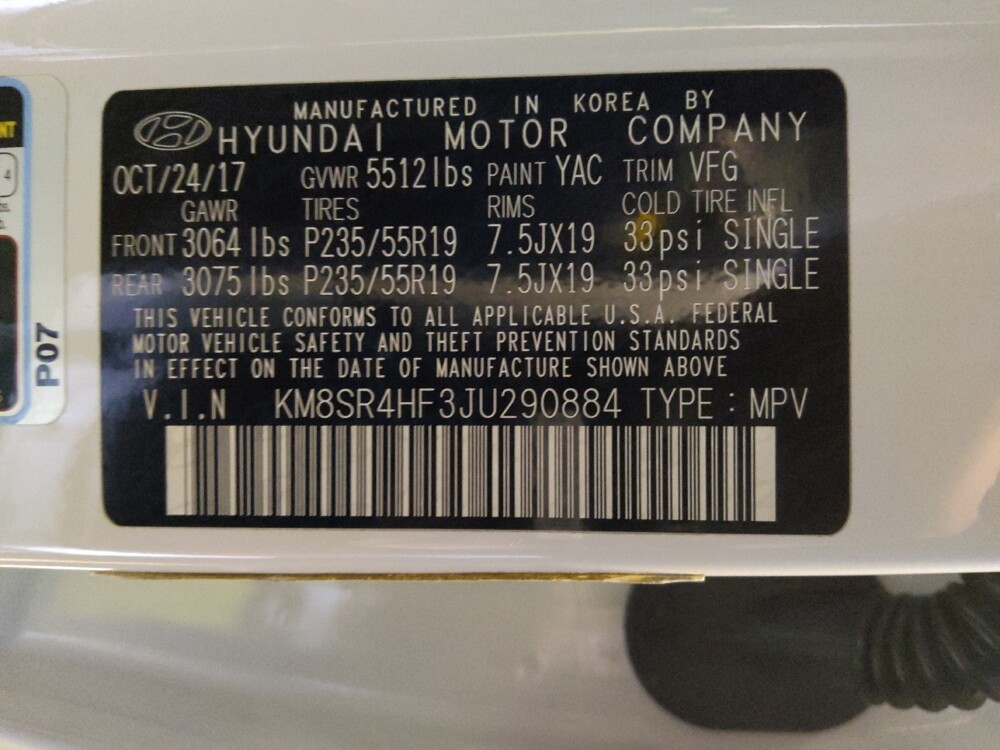 MANUFACTURED IN KOREA BY
HYUNDAI MOTOR COMPANY
OCT/24/17 GVWR 5512lbs PAINT YAC TRIM VFG
GAWR TIRES RIMS COLD TIRE INFL
FRONT 3064 lbs P235/55R19 7.5JX19 33psi SINGLE
REAR 3075 lbs P235/55R19 7.5JX19 33psi SINGLE
THIS VEHICLE CONFORMS TO ALL APPLICABLE U.S.A. FEDERAL
MOTOR VEHICLE SAFETY AND THEFT PREVENTION STANDARDS
IN EFFECT ON THE DATE OF MANUFACTURE SHOWN ABOVE
V.I.N KM8SR4HF3JU290884 TYPE : MPV
NT
4
P07